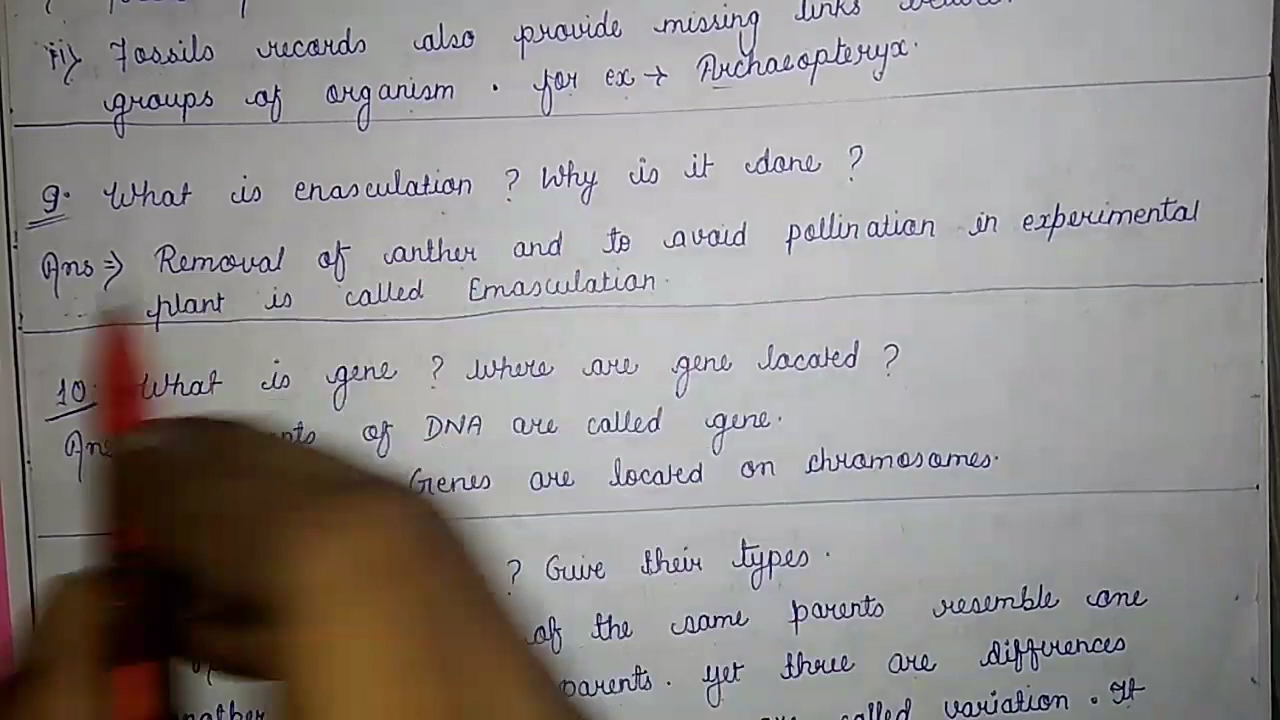 ii) Fossils records also provide missing links
groups of organism . for ex → Archaeopteryx.
9. What is enasculation ? Why is it done ?
Ans ⇒ Removal of anther and to avoid pollination in experimental
plant is called Emasculation.
10. What is gene ? where are gene lacated ?
Ans of DNA are called gene.
Genes are located on chromosomes.
? Give their types .
of the same parents resemble one
parents . yet three are differences
called variation . It